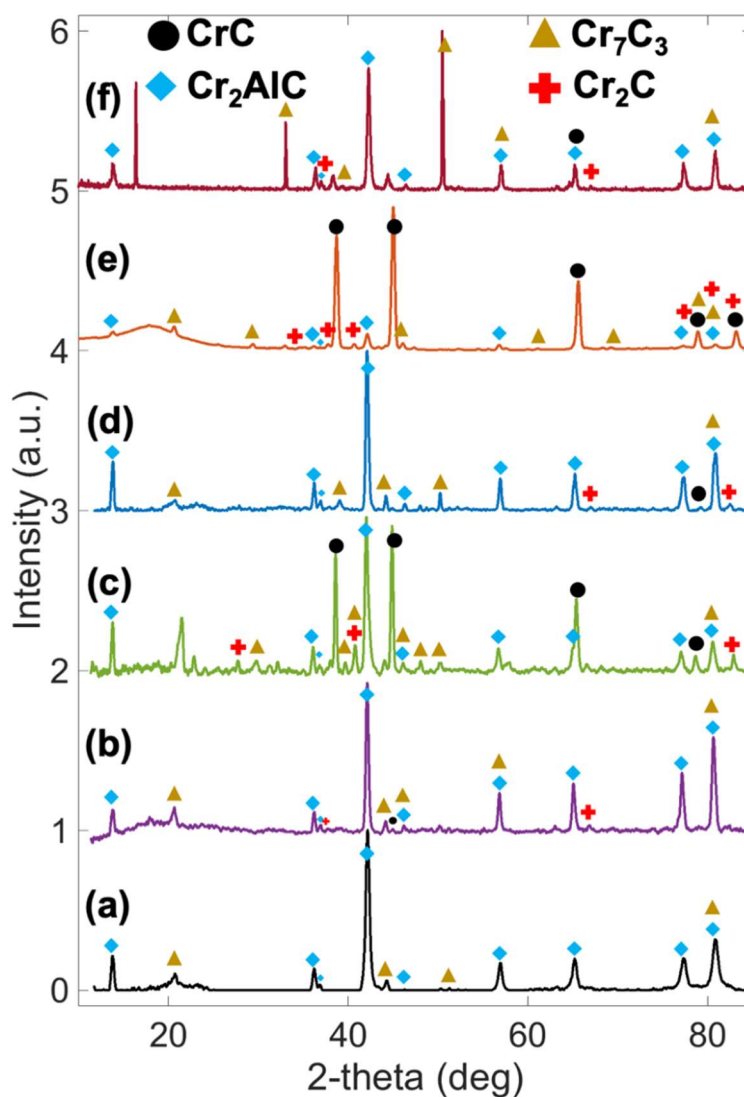 6
CrC
Cr₇C₃
Cr₂AlC
Cr₂C
(f)
5
(e)
4
(d)
3
(c)
2
(b)
1
(a)
0
20
40
60
80
Intensity (a.u.)
2-theta (deg)